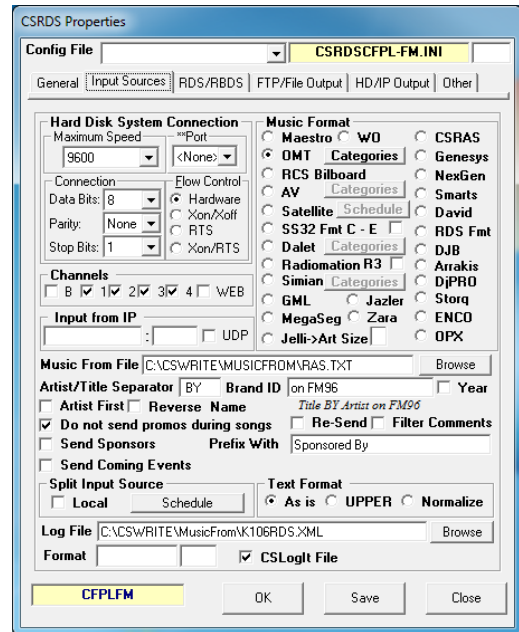 CSRDS Properties
Config File CSRDSCFPL-FM.INI
General Input Sources RDS/RBDS FTP/File Output HD/IP Output Other
Hard Disk System Connection
Maximum Speed **Port
9600 <None>
Connection Flow Control
Data Bits: 8 Hardware
Xon/Xoff
Parity: None RTS
Stop Bits: 1 Xon/RTS
Channels
B 1 2 3 4 WEB
Input from IP
: UDP
Music Format
Maestro WO CSRAS
OMT Categories Genesys
RCS Bilboard NexGen
AV Categories Smarts
Satellite Schedule David
SS32 Fmt C - E RDS Fmt
Dalet Categories DJB
Radiomation R3 Arrakis
Simian Categories DjPRO
GML Jazler Storq
MegaSeg Zara ENCO
Jelli->Art Size OPX
Music From File C:\CSWRITE\MUSICFROM\RAS.TXT Browse
Artist/Title Separator BY Brand ID on FM96 Year
Artist First Reverse Name Title BY Artist on FM96
Do not send promos during songs Re-Send Filter Comments
Send Sponsors Prefix With Sponsored By
Send Coming Events
Split Input Source Text Format
Local Schedule As is UPPER Normalize
Log File C:\CSWRITE\MusicFrom\K106RDS.XML Browse
Format CSLogIt File
CFPLFM OK Save Close